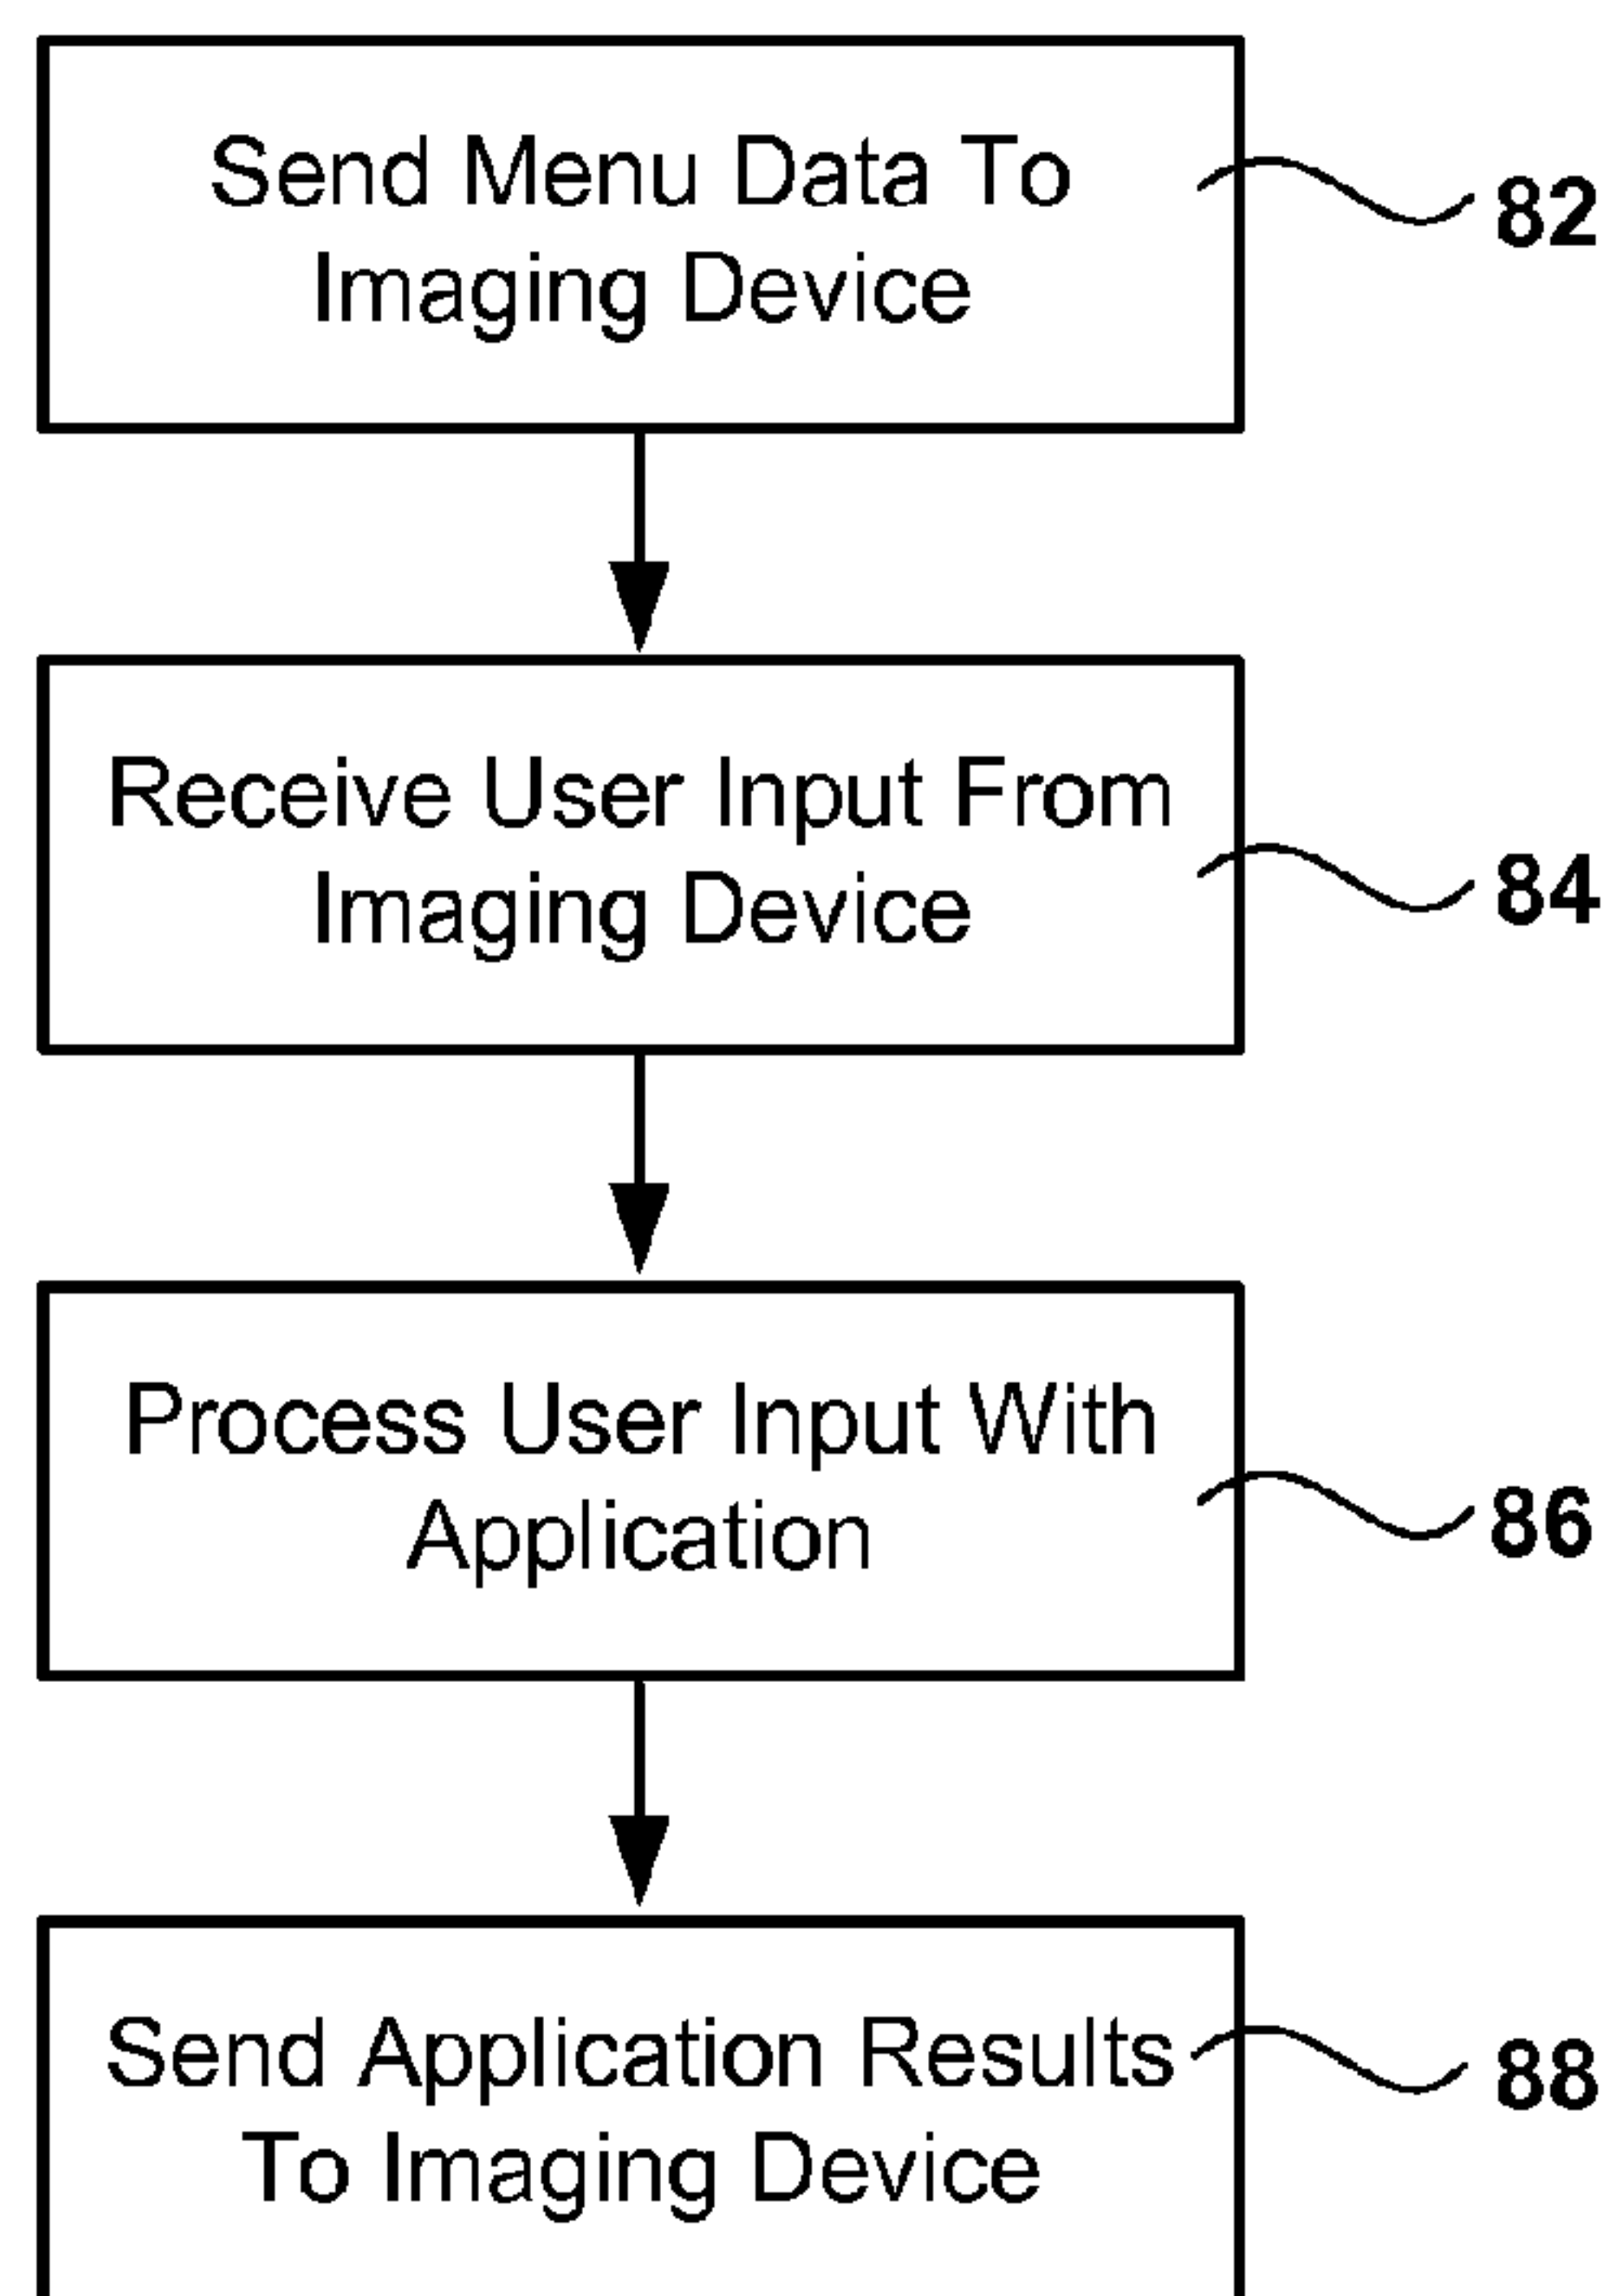 Send Menu Data To
Imaging Device
82
Receive User Input From
Imaging Device
84
Process User Input With
Application
86
Send Application Results
To Imaging Device
88